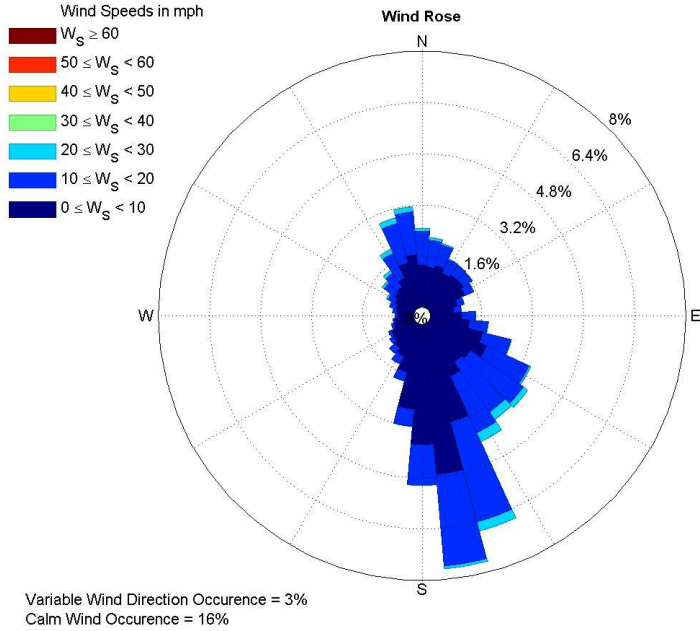 Wind Speeds in mph
W_S ≥ 60
50 ≤ W_S < 60
40 ≤ W_S < 50
30 ≤ W_S < 40
20 ≤ W_S < 30
10 ≤ W_S < 20
0 ≤ W_S < 10
Wind Rose
N
8%
6.4%
4.8%
3.2%
1.6%
0%
W
E
S
Variable Wind Direction Occurence = 3%
Calm Wind Occurence = 16%